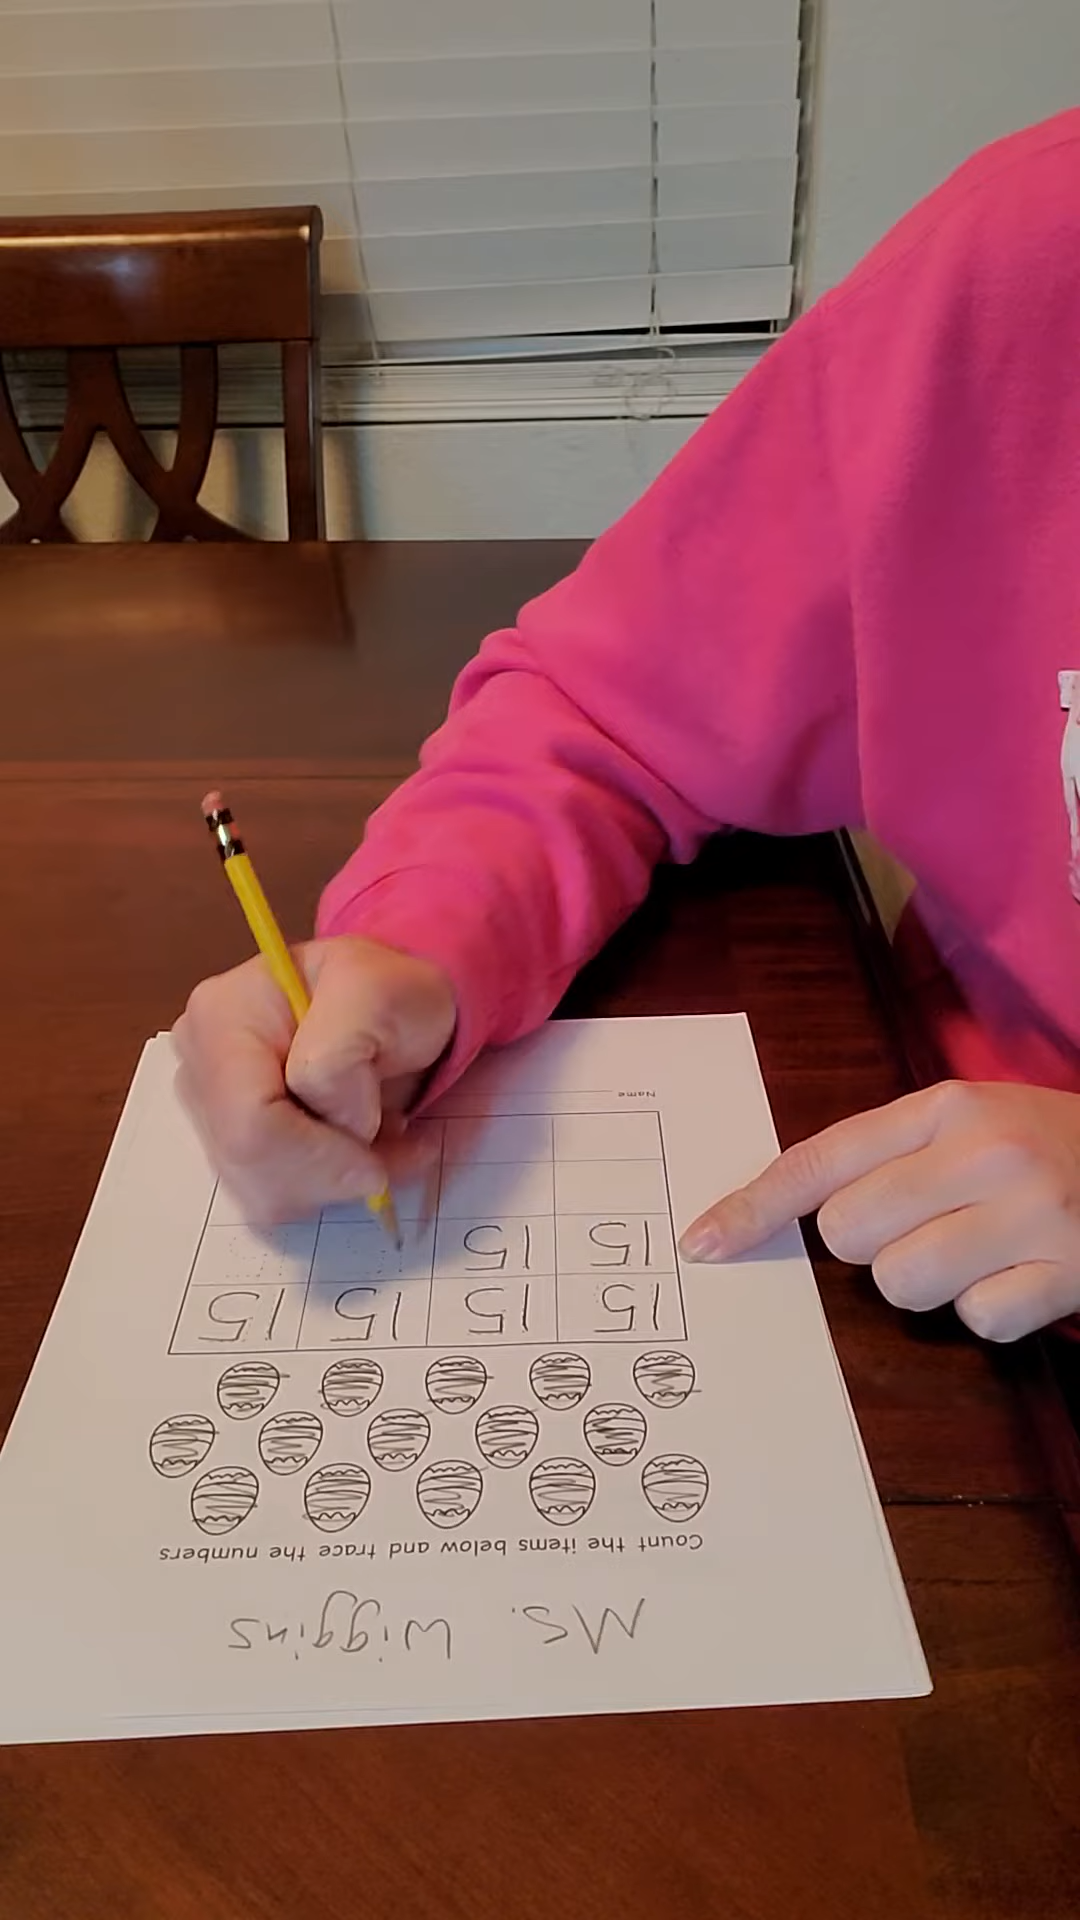 Ms. Wiggins
Count the items below and trace the numbers
15 15 15 15
15 15
Name